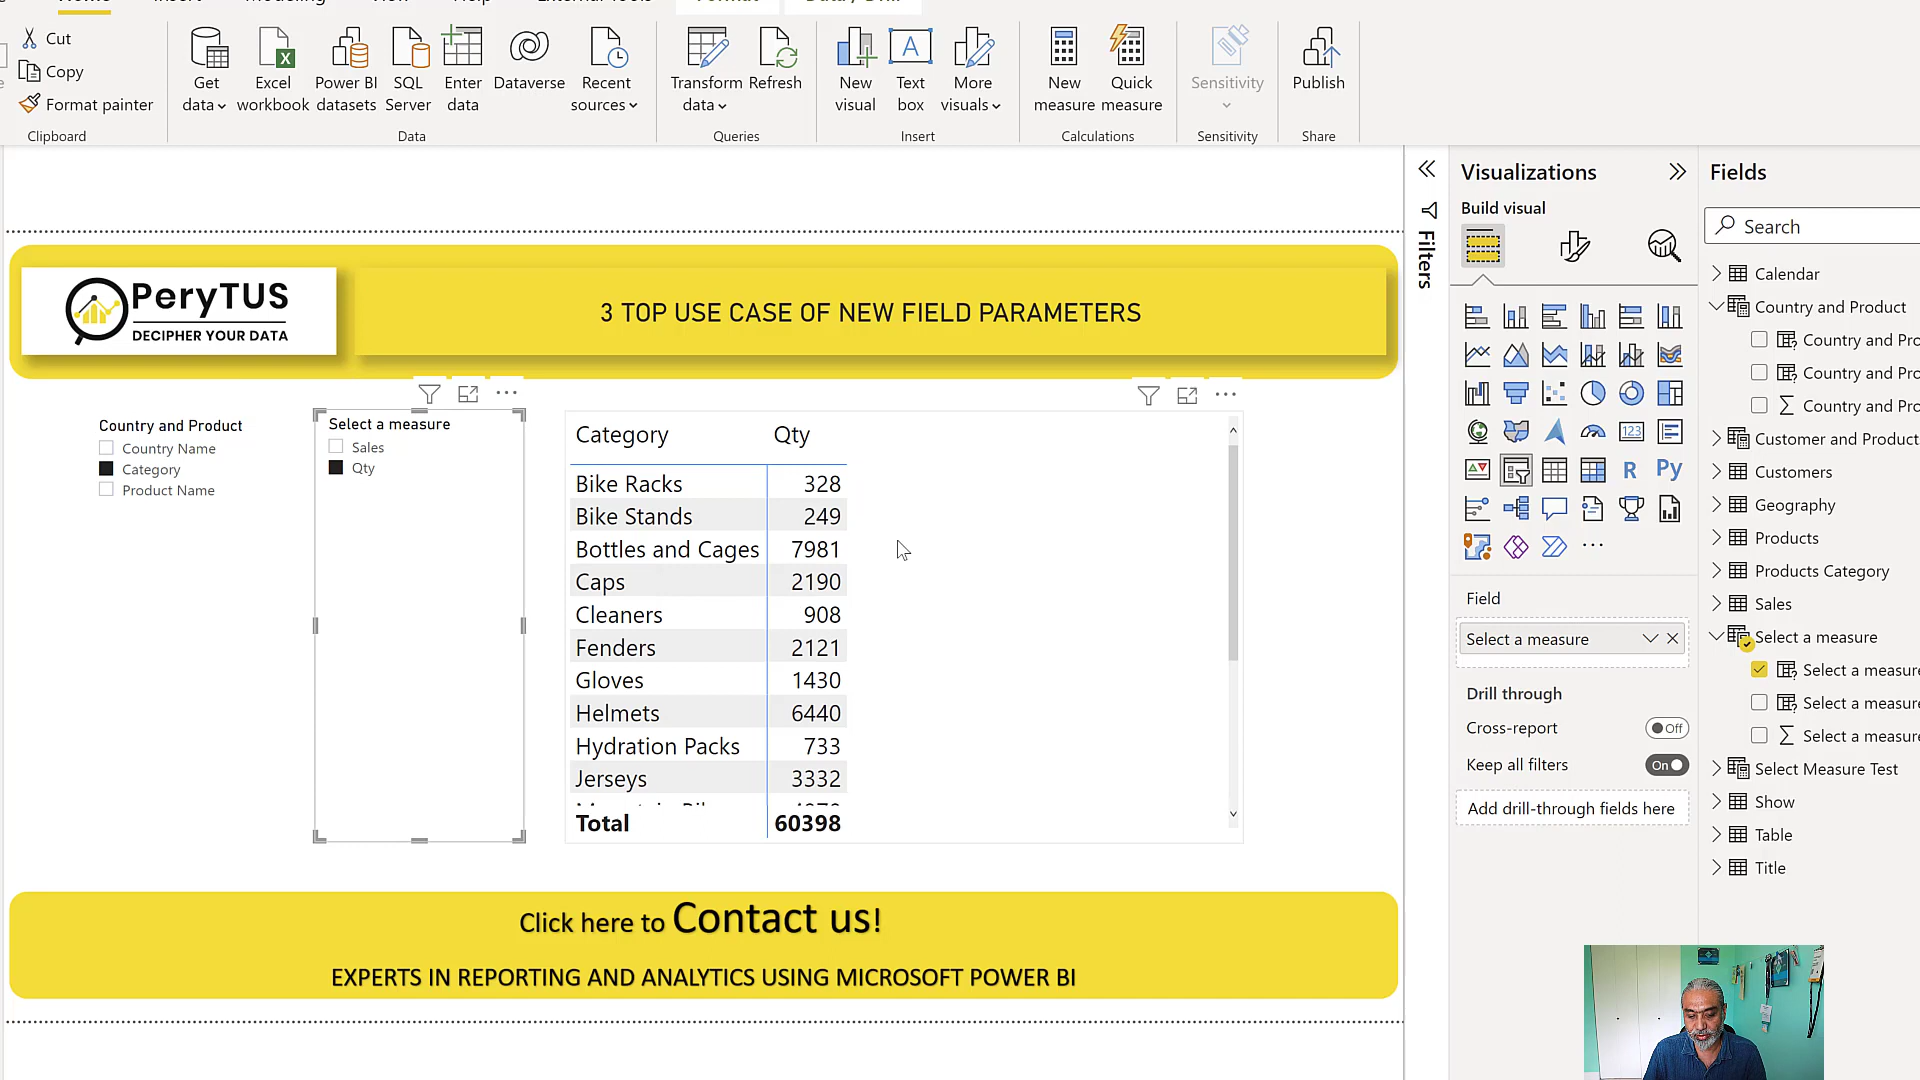 Cut
Copy
Format painter
Clipboard
Get data
Excel workbook
Power BI datasets
SQL Server
Enter data
Dataverse
Recent sources
Data
Transform data
Refresh
Queries
New visual
Text box
More visuals
Insert
New measure
Quick measure
Calculations
Sensitivity
Sensitivity
Publish
Share
PeryTUS
DECIPHER YOUR DATA
3 TOP USE CASE OF NEW FIELD PARAMETERS
Country and Product
Country Name
Category
Product Name
Select a measure
Sales
Qty
Category Qty
Bike Racks 328
Bike Stands 249
Bottles and Cages 7981
Caps 2190
Cleaners 908
Fenders 2121
Gloves 1430
Helmets 6440
Hydration Packs 733
Jerseys 3332
Total 60398
Click here to Contact us!
EXPERTS IN REPORTING AND ANALYTICS USING MICROSOFT POWER BI
Filters
Visualizations
Build visual
123
R
Py
Field
Select a measure
Drill through
Cross-report
Off
Keep all filters
On
Add drill-through fields here
Fields
Search
Calendar
Country and Product
Country and Pro
Country and Pro
Country and Pro
Customer and Product
Customers
Geography
Products
Products Category
Sales
Select a measure
Select a measure
Select a measure
Select a measure
Select Measure Test
Show
Table
Title